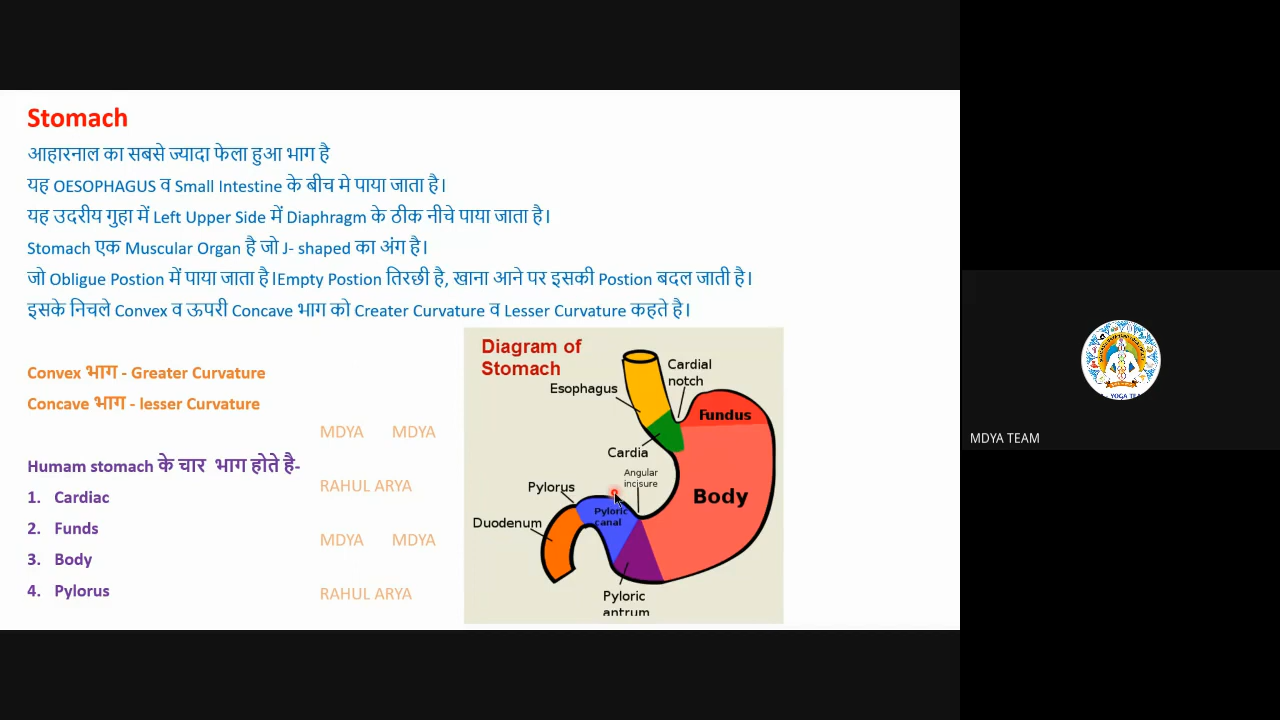 Stomach
आहारनाल का सबसे ज्यादा फेला हुआ भाग है
यह OESOPHAGUS व Small Intestine के बीच मे पाया जाता है।
यह उदरीय गुहा में Left Upper Side में Diaphragm के ठीक नीचे पाया जाता है।
Stomach एक Muscular Organ है जो J- shaped का अंग है।
जो Obligue Postion में पाया जाता है।Empty Postion तिरछी है, खाना आने पर इसकी Postion बदल जाती है।
इसके निचले Convex व ऊपरी Concave भाग को Creater Curvature व Lesser Curvature कहते है।
Convex भाग - Greater Curvature
Concave भाग - lesser Curvature
MDYA MDYA
Humam stomach के चार भाग होते है-
RAHUL ARYA
1. Cardiac
2. Funds
MDYA MDYA
3. Body
4. Pylorus
RAHUL ARYA
Diagram of
Stomach
Cardial
notch
Esophagus
Fundus
Cardia
Angular
incisure
Pylorus
Body
Pyloric
canal
Duodenum
Pyloric
antrum
MDYA TEAM